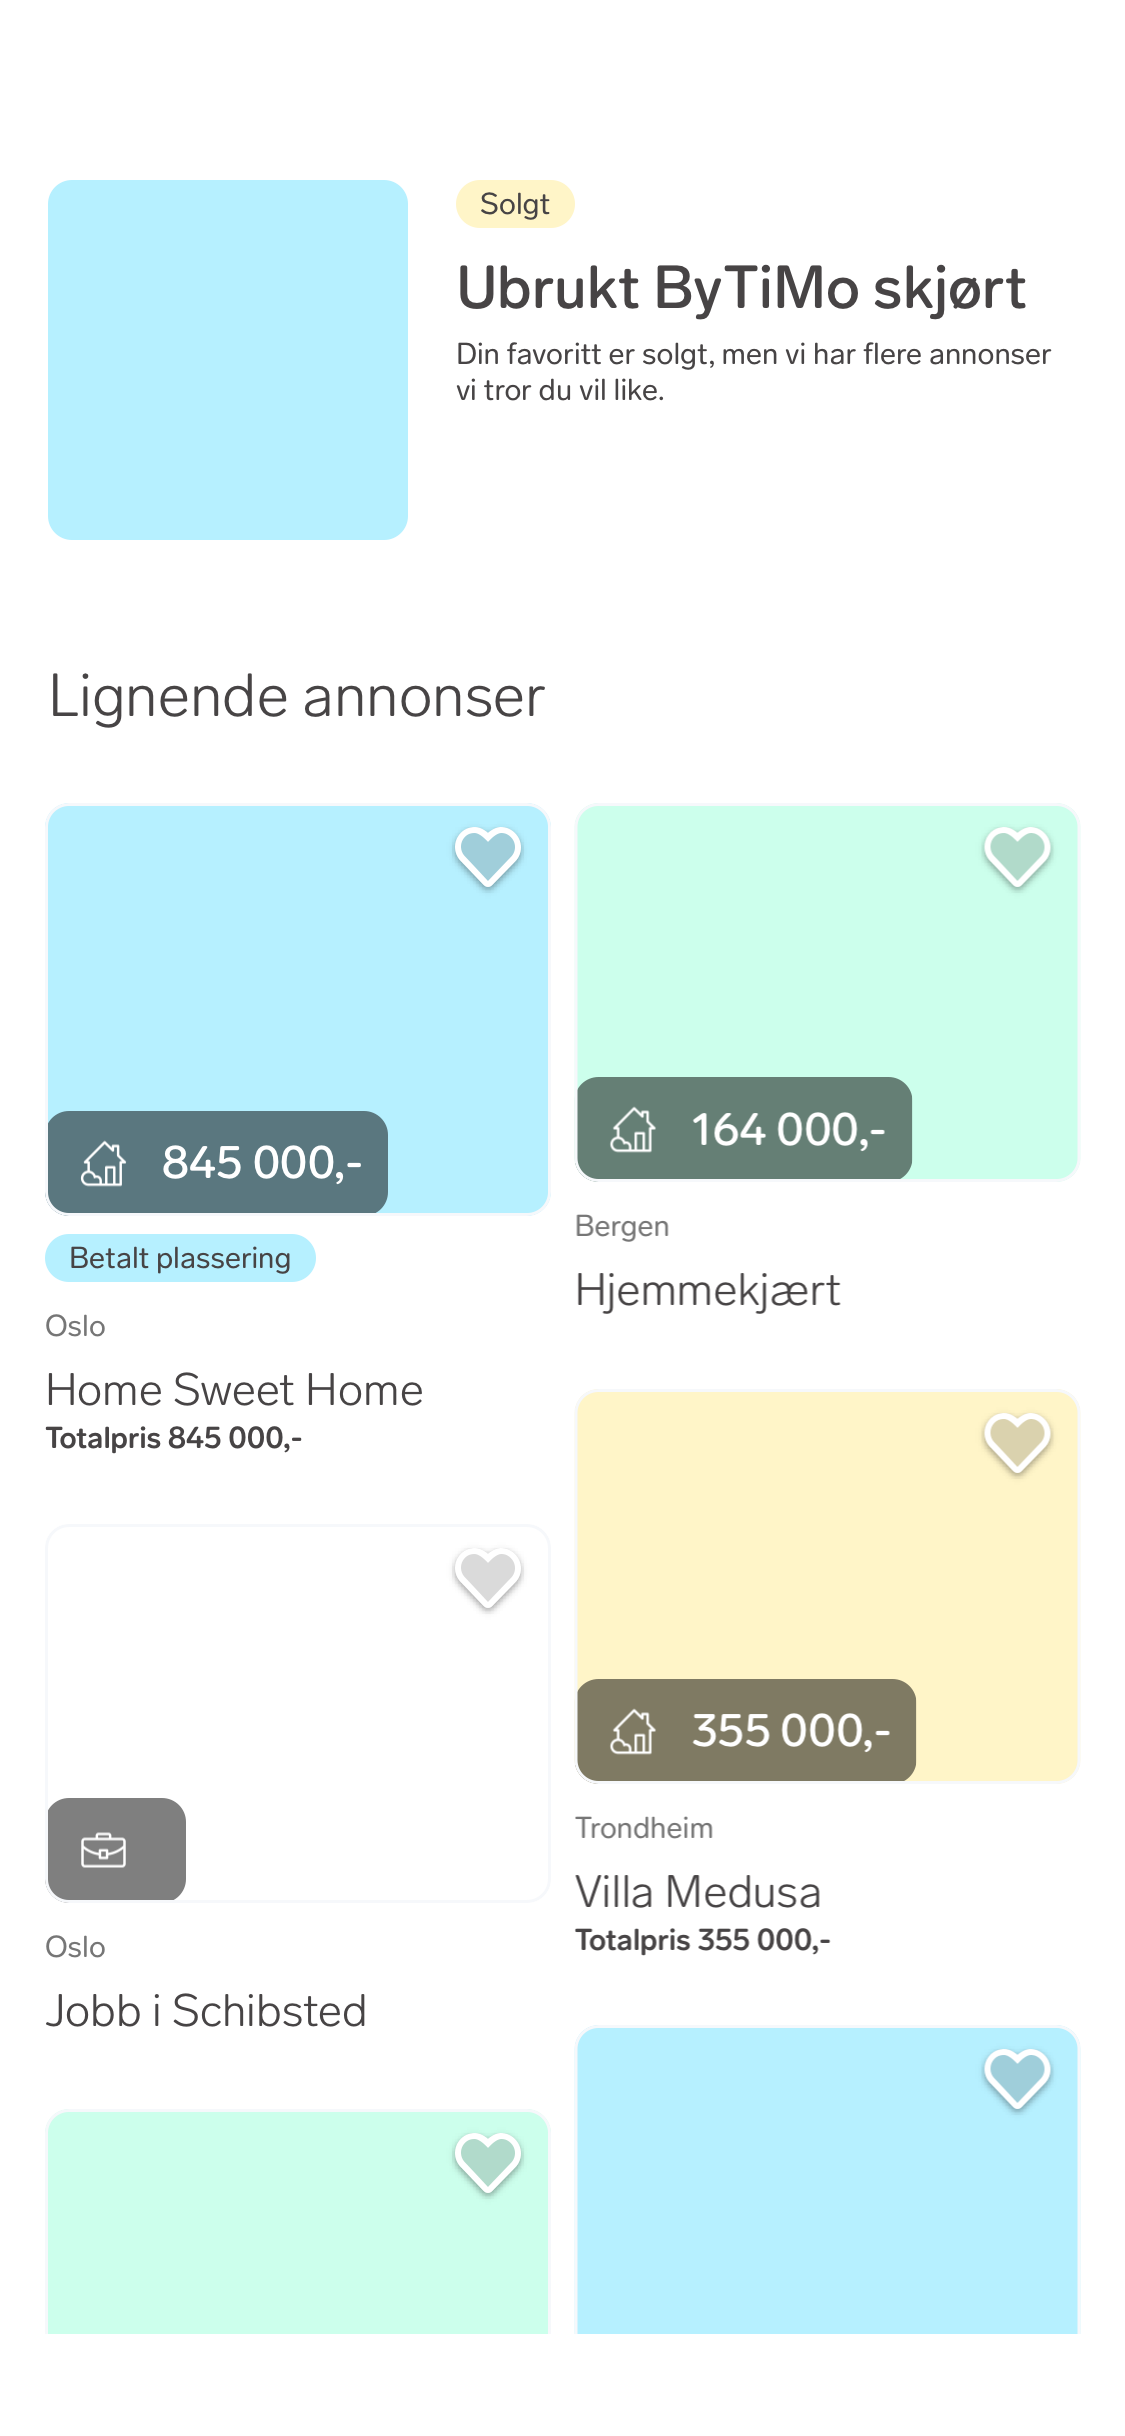 Solgt
Ubrukt ByTiMo skjørt
Din favoritt er solgt, men vi har flere annonser
vi tror du vil like.
Lignende annonser
845 000,-
Betalt plassering
Oslo
Home Sweet Home
Totalpris 845 000,-
164 000,-
Bergen
Hjemmekjært
355 000,-
Trondheim
Villa Medusa
Totalpris 355 000,-
Oslo
Jobb i Schibsted